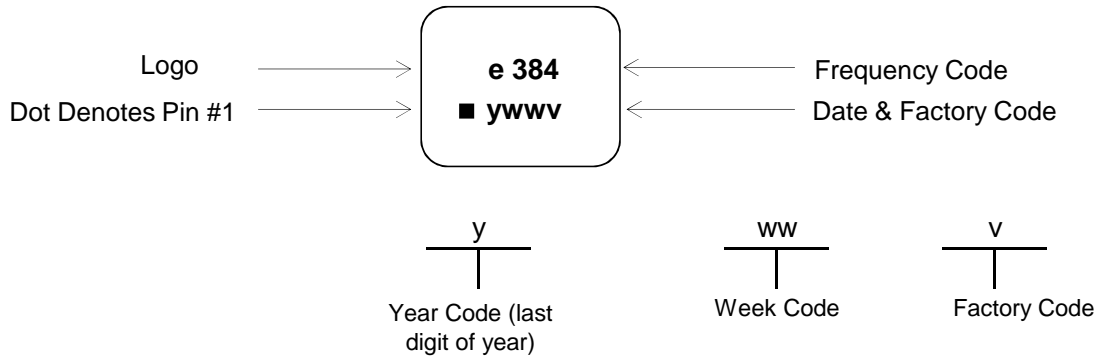 Logo
e 384
Frequency Code
Dot Denotes Pin #1
■ ywwv
Date & Factory Code
y
ww
v
Year Code (last
digit of year)
Week Code
Factory Code